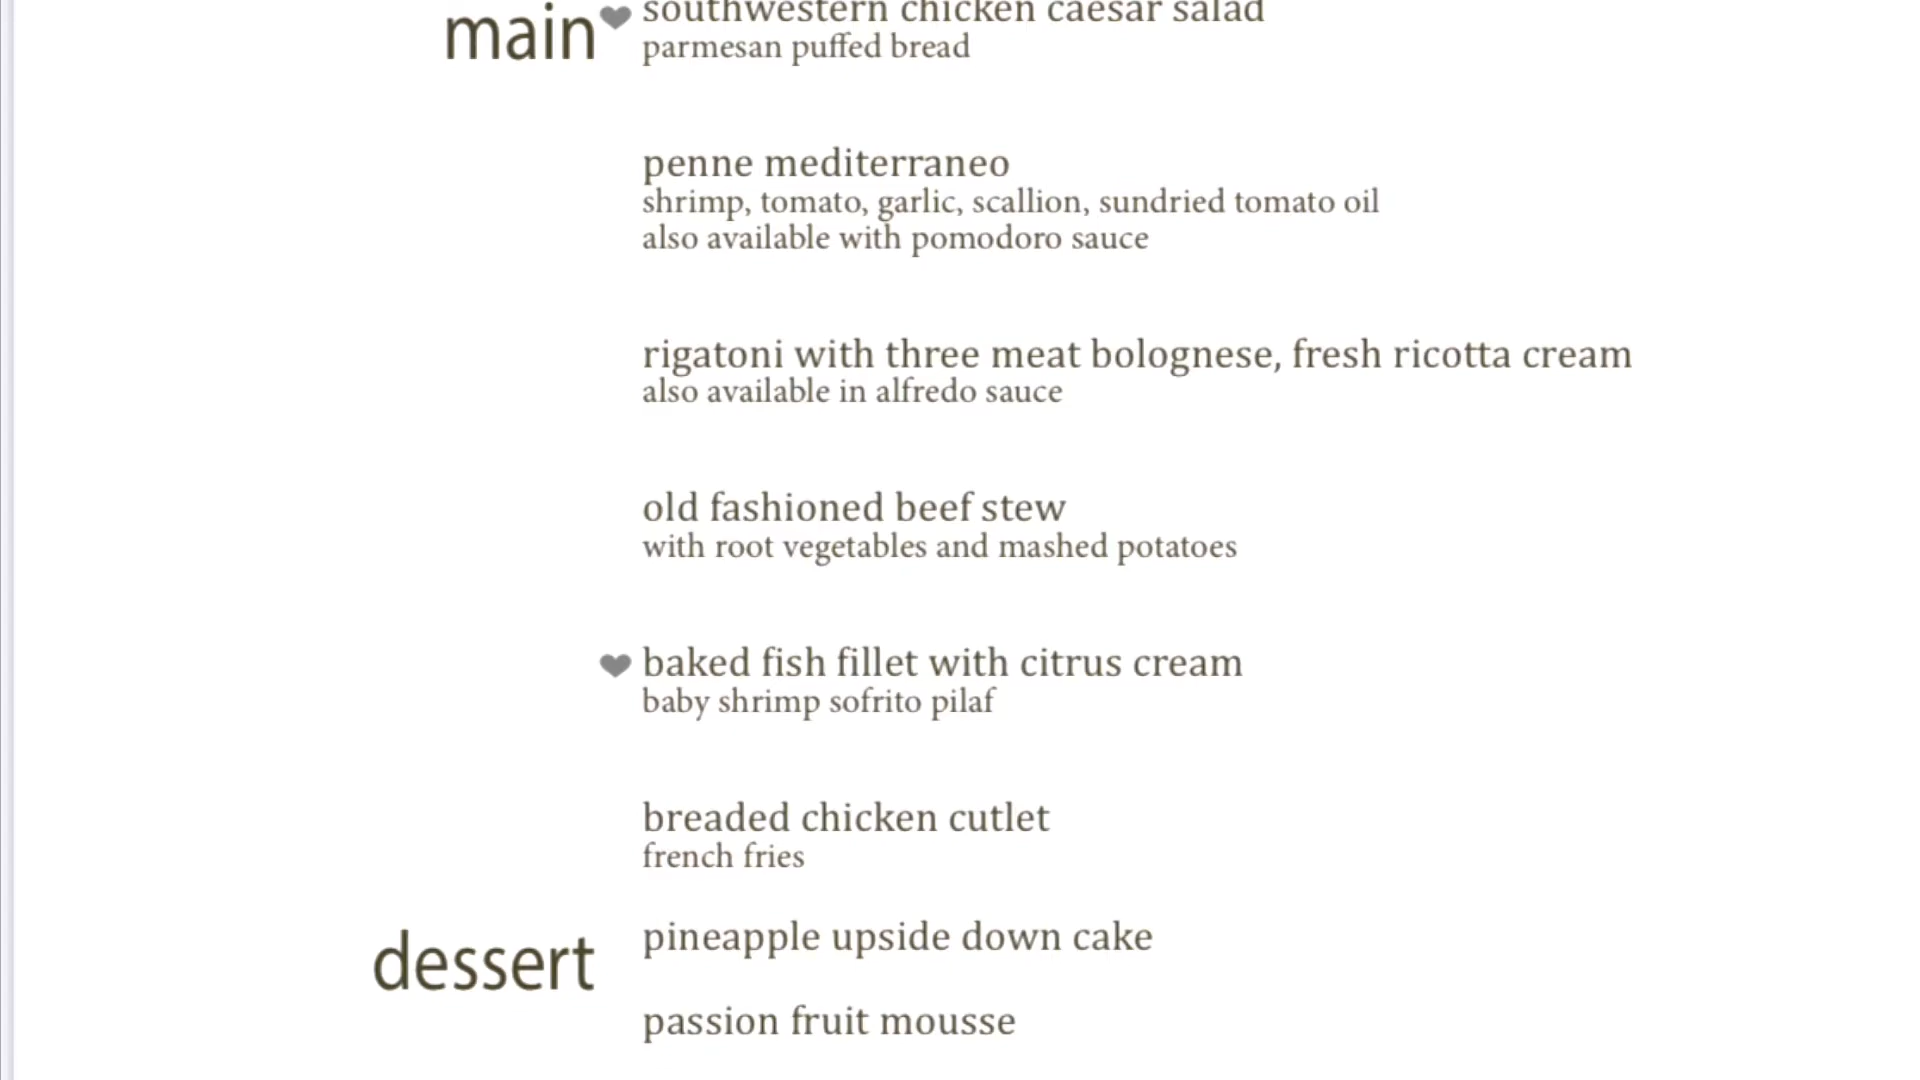 main
southwestern chicken caesar salad
parmesan puffed bread
penne mediterraneo
shrimp, tomato, garlic, scallion, sundried tomato oil
also available with pomodoro sauce
rigatoni with three meat bolognese, fresh ricotta cream
also available in alfredo sauce
old fashioned beef stew
with root vegetables and mashed potatoes
baked fish fillet with citrus cream
baby shrimp sofrito pilaf
breaded chicken cutlet
french fries
dessert
pineapple upside down cake
passion fruit mousse